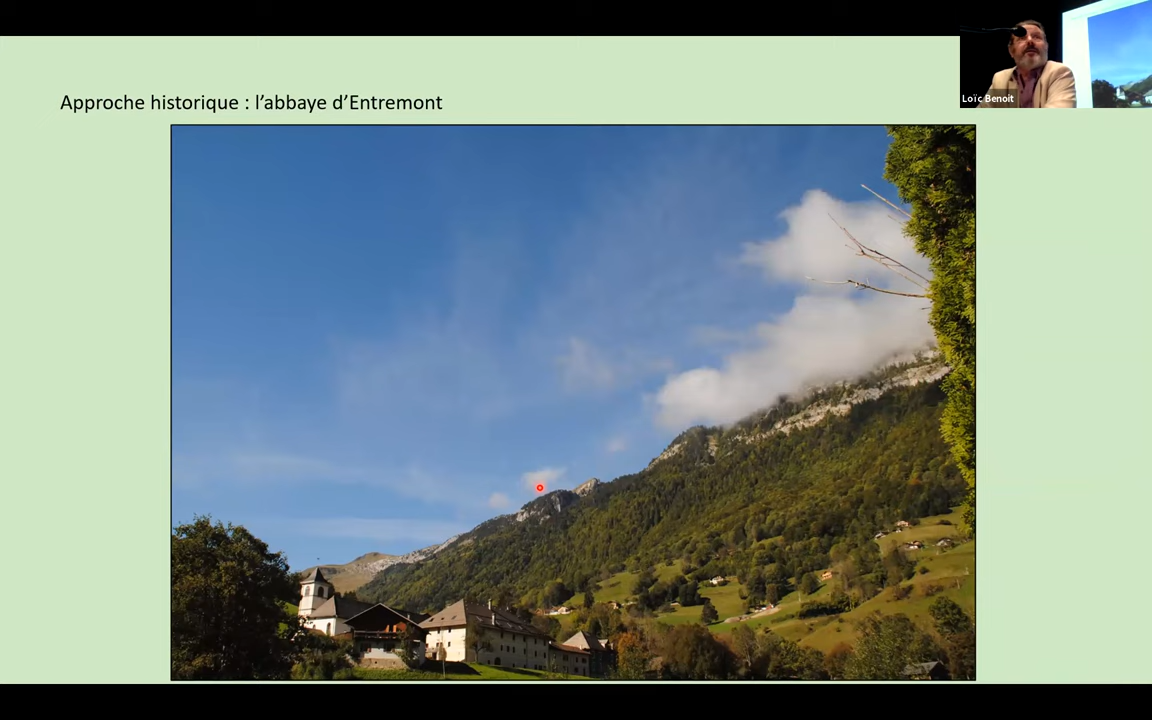 Approche historique : l’abbaye d’Entremont
Loïc Benoit